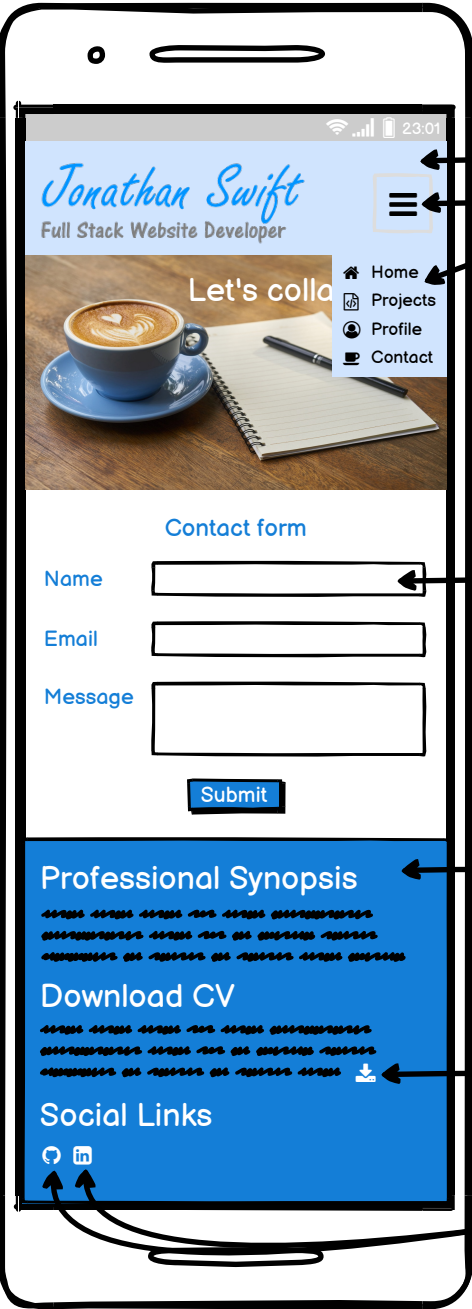 23:01
Jonathan Swift
Full Stack Website Developer
Home
Let's colla
Projects
Profile
Contact
Contact form
Name
Email
Message
Submit
Professional Synopsis
Download CV
Social Links
in